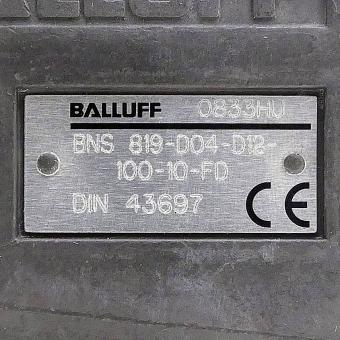 BALLUFF 0833HU
BNS 819-D04-D12-
100-10-FD
DIN 43697
CE